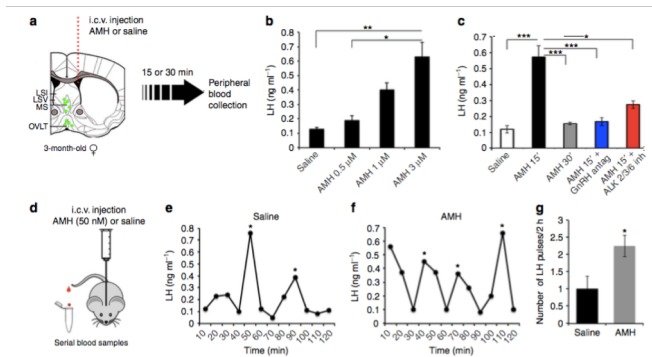 a
i.c.v. injection
AMH or saline
15 or 30 min
Peripheral
blood
collection
LSI
LSV
MS
OVLT
3-month-old ♀
b
LH (ng ml⁻¹)
0.8
0.7
0.6
0.5
0.4
0.3
0.2
0.1
0
**
*
Saline
AMH 0.5 µM
AMH 1 µM
AMH 3 µM
c
LH (ng ml⁻¹)
0.7
0.6
0.5
0.4
0.3
0.2
0.1
0
***
*
***
***
Saline
AMH 15'
AMH 30'
AMH 15' +
GnRH antag
AMH 15' +
ALK 2/3/6 inh
d
i.c.v. injection
AMH (50 nM) or saline
Serial blood samples
e
Saline
LH (ng ml⁻¹)
0.8
0.7
0.6
0.5
0.4
0.3
0.2
0.1
0
*
*
10
20
30
40
50
60
70
80
90
100
110
120
Time (min)
f
AMH
LH (ng ml⁻¹)
0.7
0.6
0.5
0.4
0.3
0.2
0.1
0
*
*
*
10
20
30
40
50
60
70
80
90
100
110
120
Time (min)
g
Number of LH pulses/2 h
3
2
1
0
*
Saline
AMH